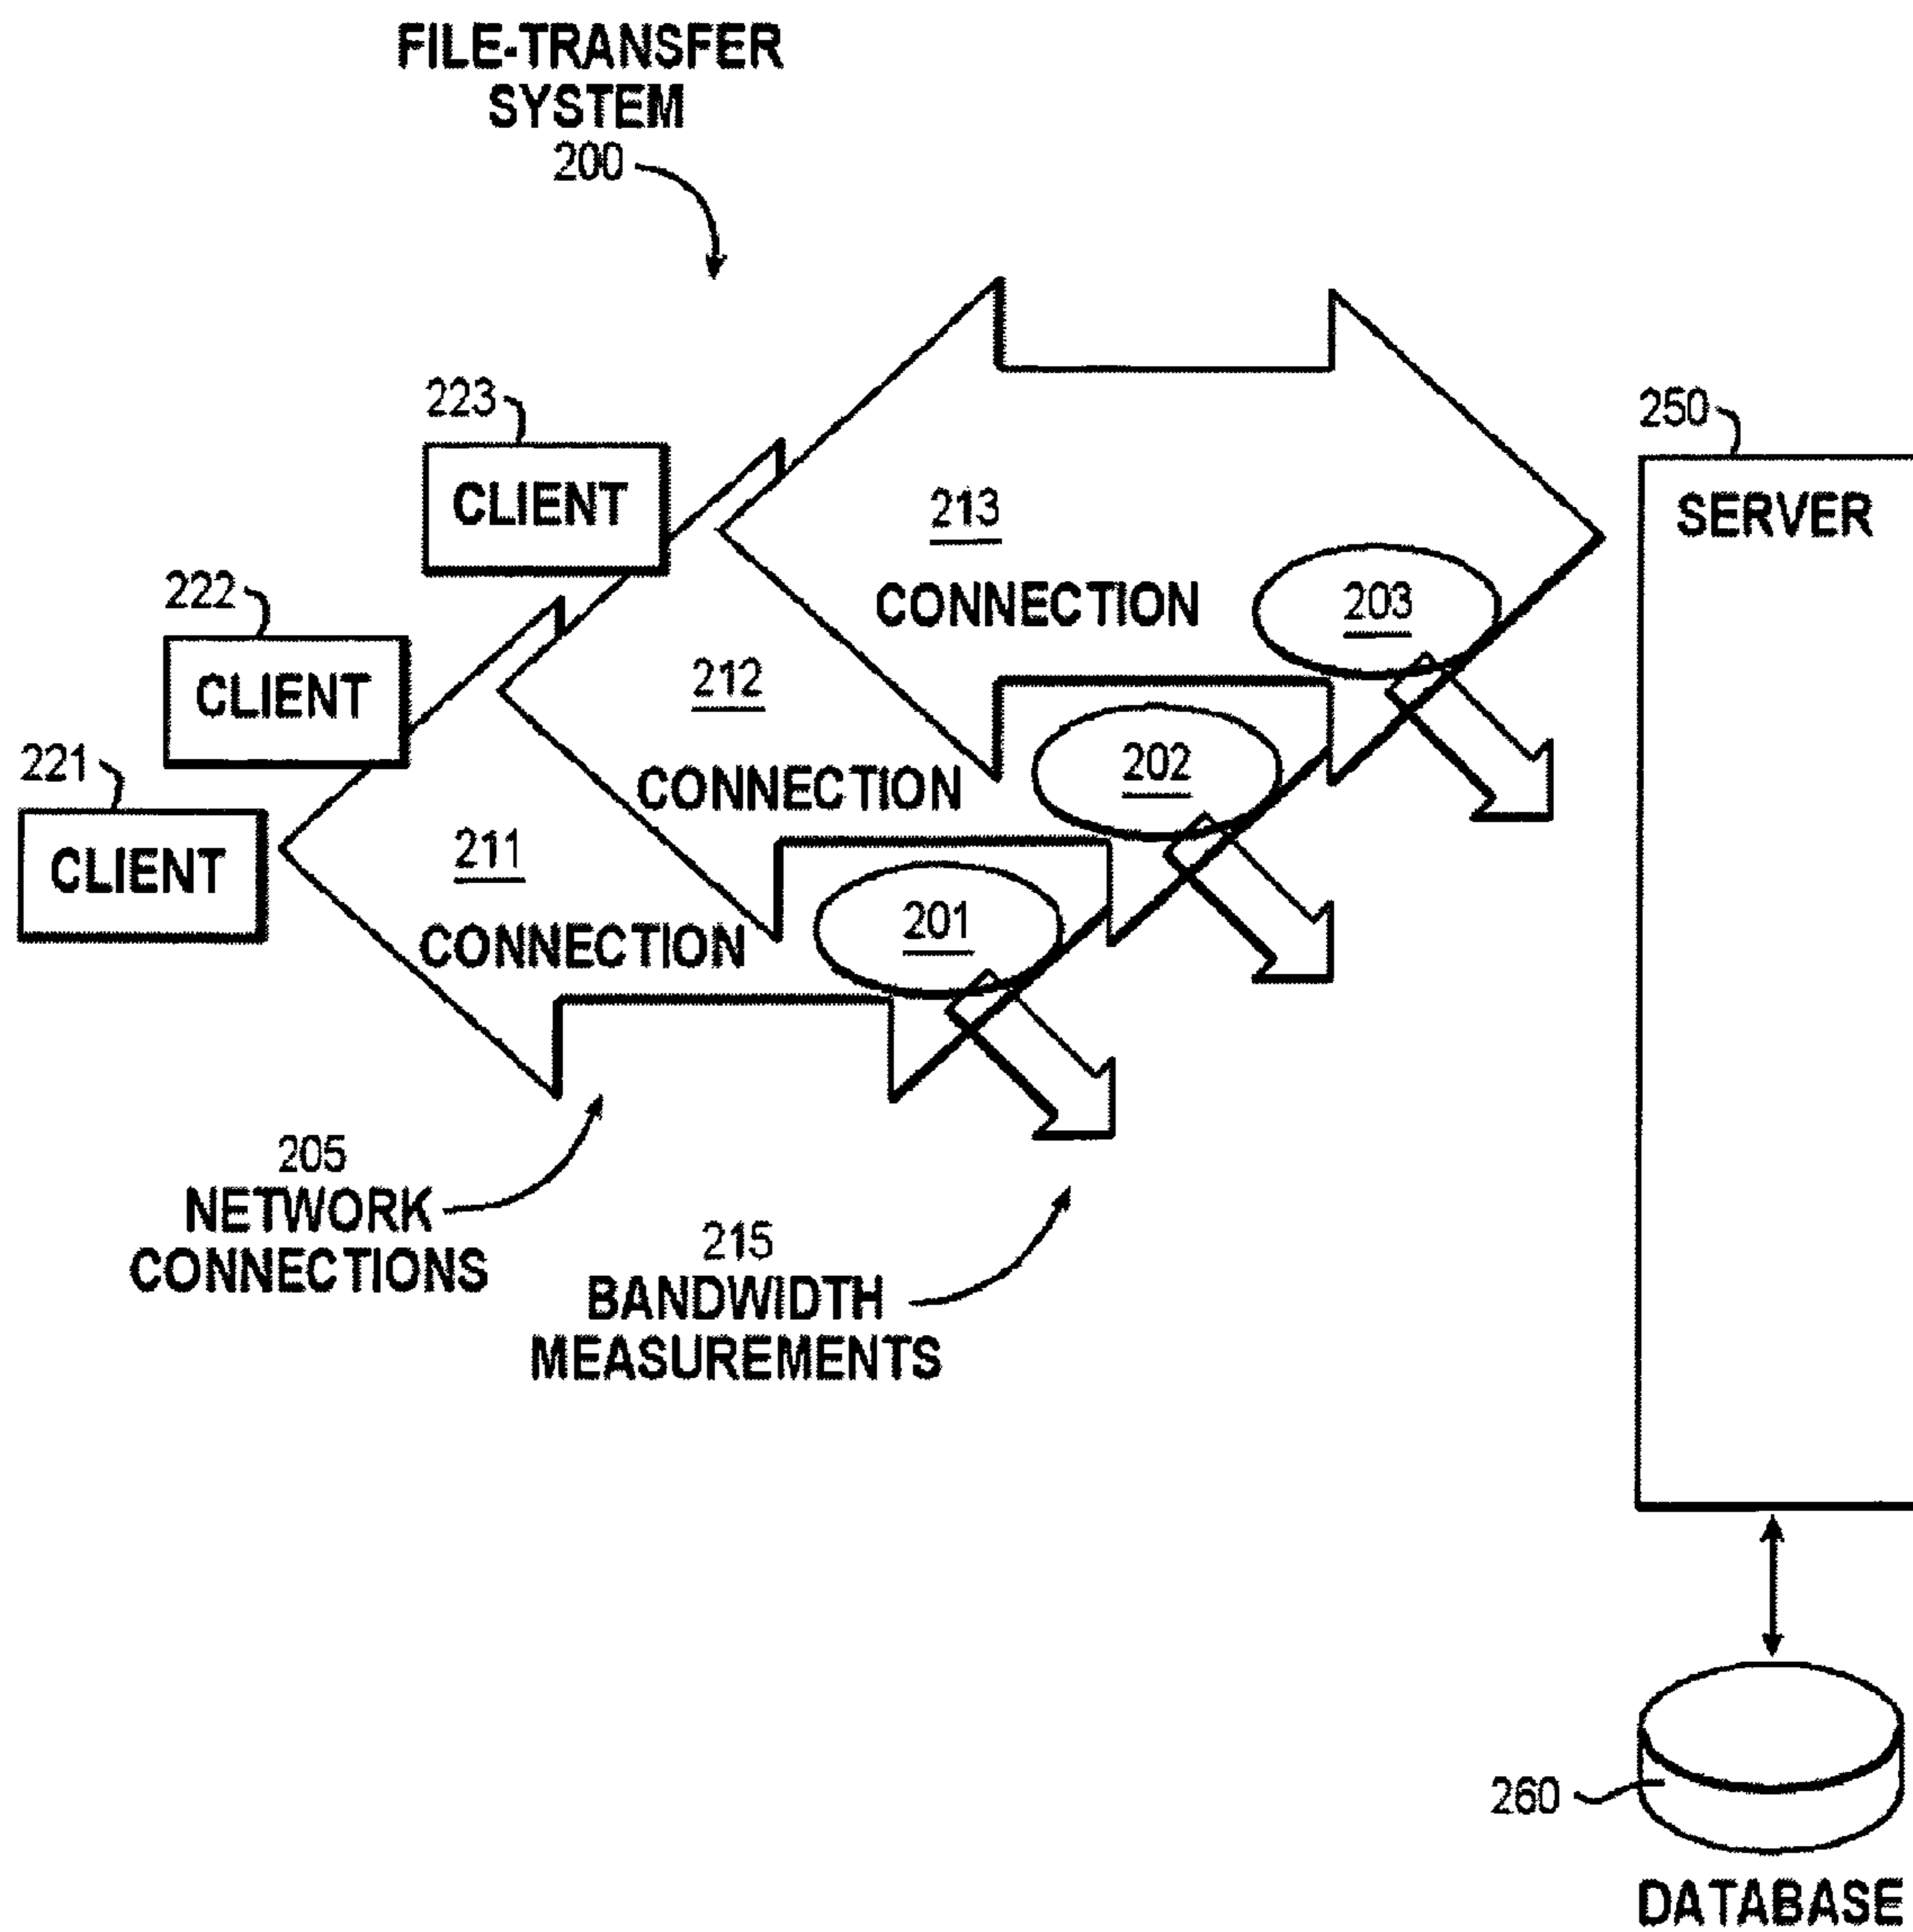 FILE-TRANSFER
SYSTEM
200
223
CLIENT
222
CLIENT
221
CLIENT
213
CONNECTION
203
212
CONNECTION
202
211
CONNECTION
201
250
SERVER
205
NETWORK
CONNECTIONS
215
BANDWIDTH
MEASUREMENTS
260
DATABASE